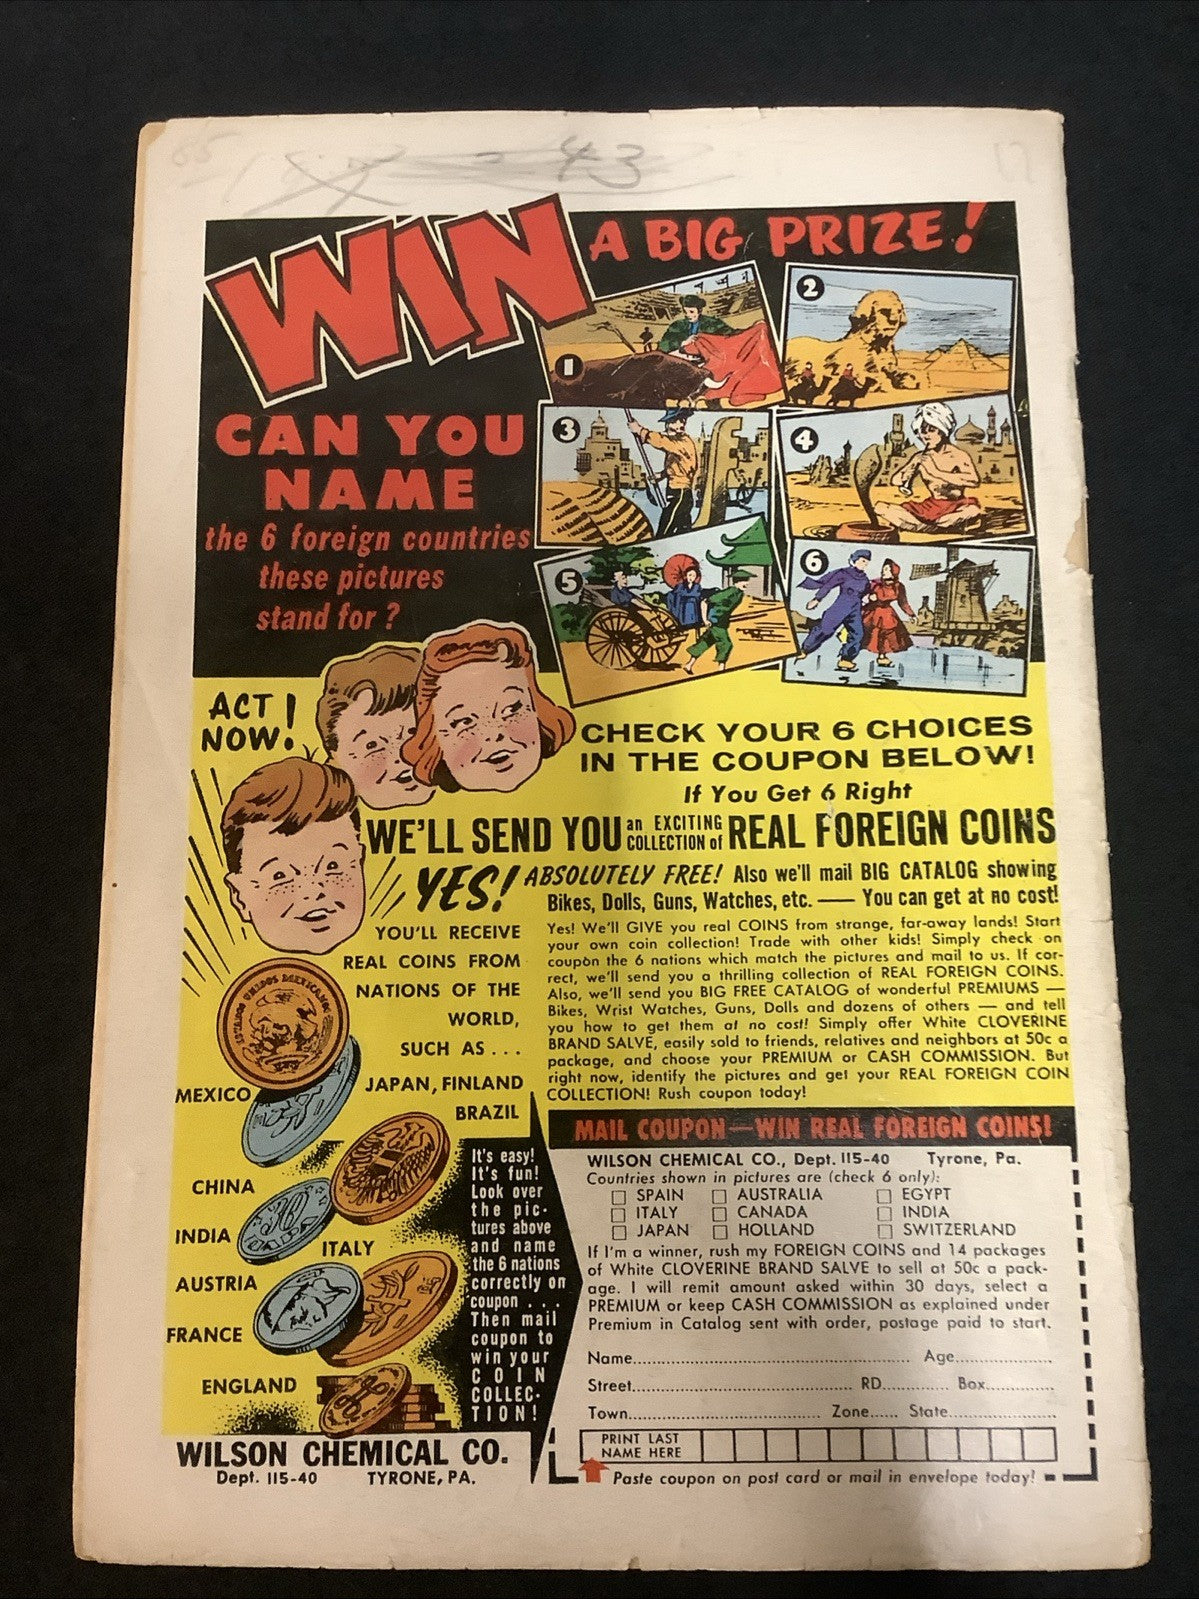 43
17
WIN
A BIG PRIZE!
CAN YOU
NAME
the 6 foreign countries
these pictures
stand for?
1
2
3
4
5
6
ACT
NOW!
CHECK YOUR 6 CHOICES
IN THE COUPON BELOW!
If You Get 6 Right
WE'LL SEND YOU an EXCITING COLLECTION of REAL FOREIGN COINS
YES! ABSOLUTELY FREE! Also we'll mail BIG CATALOG showing
Bikes, Dolls, Guns, Watches, etc. — You can get at no cost!
YOU'LL RECEIVE
REAL COINS FROM
NATIONS OF THE
WORLD,
SUCH AS...
JAPAN, FINLAND
BRAZIL
MEXICO
CHINA
INDIA
ITALY
AUSTRIA
FRANCE
ENGLAND
ESTADOS UNIDOS MEXICANOS
Yes! We'll GIVE you real COINS from strange, far-away lands! Start
your own coin collection! Trade with other kids! Simply check on
coupon the 6 nations which match the pictures and mail to us. If cor-
rect, we'll send you a thrilling collection of REAL FOREIGN COINS.
Also, we'll send you BIG FREE CATALOG of wonderful PREMIUMS —
Bikes, Wrist Watches, Guns, Dolls and dozens of others — and tell
you how to get them at no cost! Simply offer White CLOVERINE
BRAND SALVE, easily sold to friends, relatives and neighbors at 50c a
package, and choose your PREMIUM or CASH COMMISSION. But
right now, identify the pictures and get your REAL FOREIGN COIN
COLLECTION! Rush coupon today!
It's easy!
It's fun!
Look over
the pic-
tures above
and name
the 6 nations
correctly on
coupon ...
Then mail
coupon to
win your
COIN
COLLEC-
TION!
WILSON CHEMICAL CO.
Dept. 115-40 TYRONE, PA.
MAIL COUPON—WIN REAL FOREIGN COINS!
WILSON CHEMICAL CO., Dept. 115-40 Tyrone, Pa.
Countries shown in pictures are (check 6 only):
□ SPAIN □ AUSTRALIA □ EGYPT
□ ITALY □ CANADA □ INDIA
□ JAPAN □ HOLLAND □ SWITZERLAND
If I'm a winner, rush my FOREIGN COINS and 14 packages
of White CLOVERINE BRAND SALVE to sell at 50c a pack-
age. I will remit amount asked within 30 days, select a
PREMIUM or keep CASH COMMISSION as explained under
Premium in Catalog sent with order, postage paid to start.
Name.......... Age..........
Street.......... RD.......... Box..........
Town.......... Zone...... State..........
PRINT LAST
NAME HERE
Paste coupon on post card or mail in envelope today!